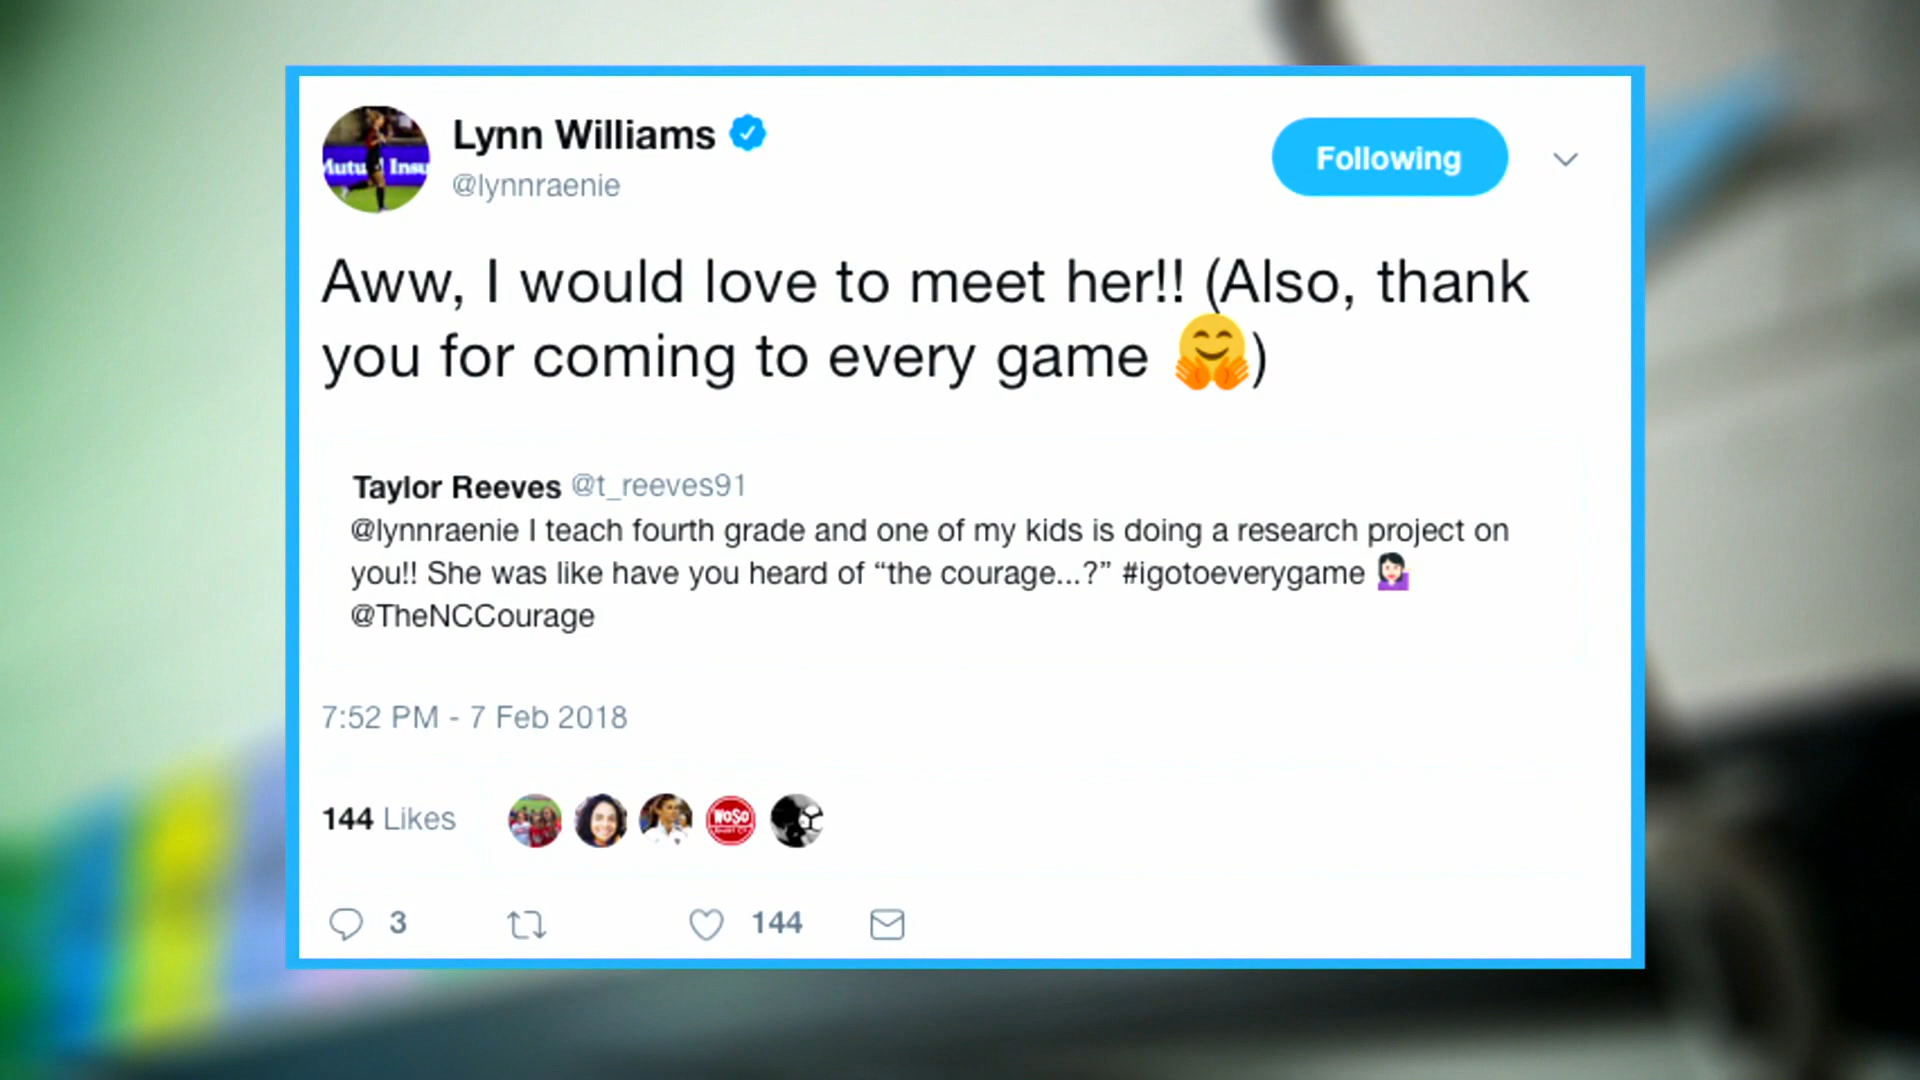 Mutual Insu
Lynn Williams
@lynnraenie
Following
Aww, I would love to meet her!! (Also, thank
you for coming to every game 🤗)
Taylor Reeves @t_reeves91
@lynnraenie I teach fourth grade and one of my kids is doing a research project on
you!! She was like have you heard of “the courage...?” #igotoeverygame 💁🏻
@TheNCCourage
7:52 PM - 7 Feb 2018
144 Likes
WOSO
3
144